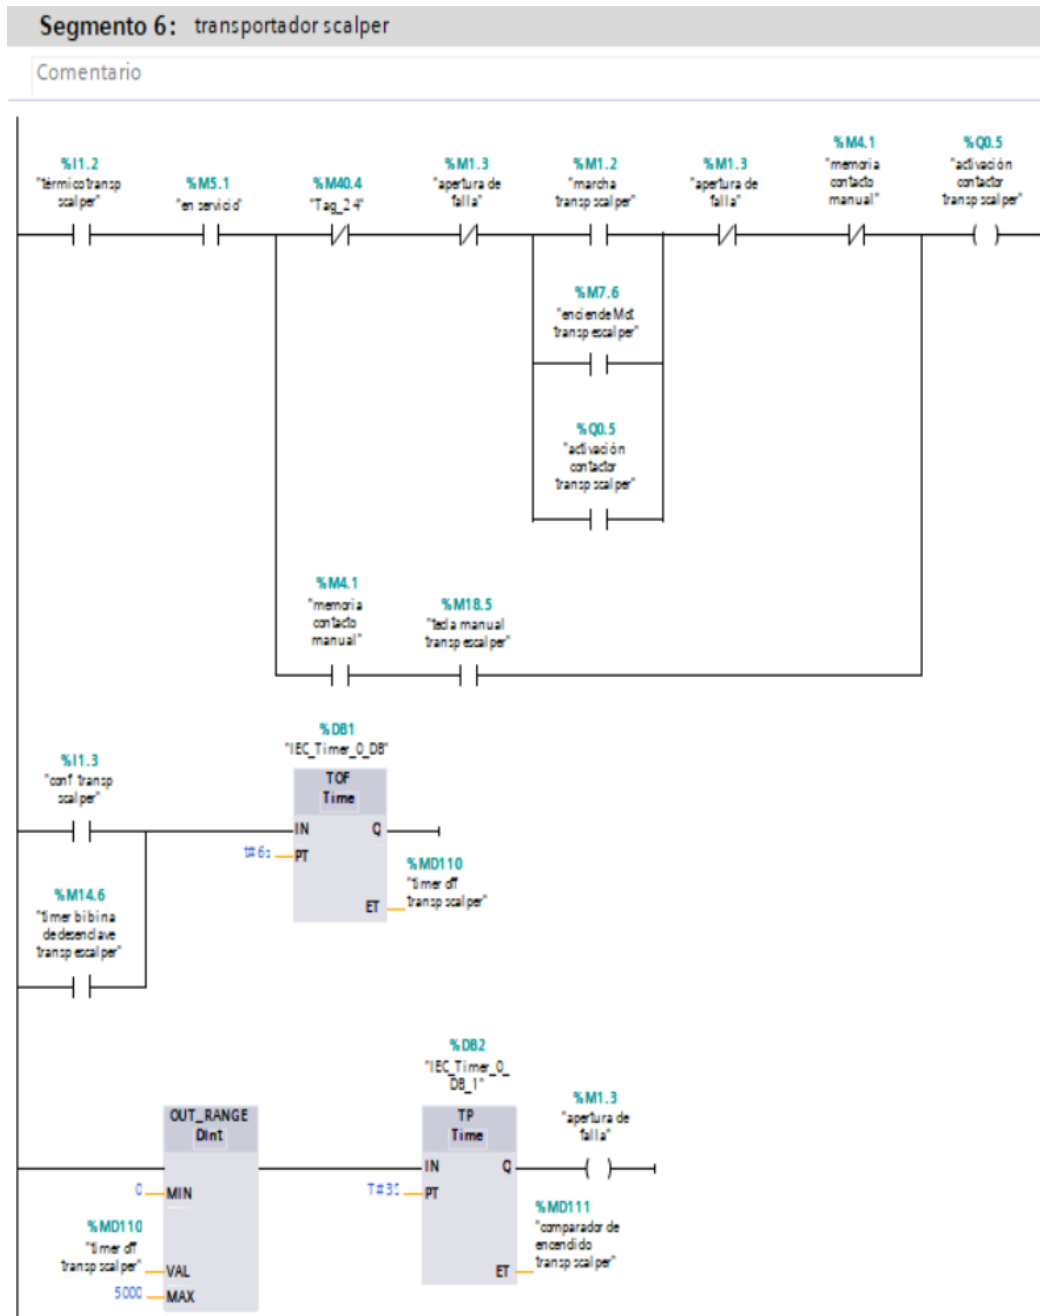 Segmento 6: transportador scalper
Comentario
%I1.2
"térmico transp
scalper"
%M5.1
"en servicio"
%M40.4
"Tag_24"
%M1.3
"apertura de
falla"
%M1.2
"marcha
transp scalper"
%M1.3
"apertura de
falla"
%M4.1
"memoria
contacto
manual"
%Q0.5
"activación
contactor
transp scalper"
%M7.6
"enciende Md.
transp escalper"
%Q0.5
"activación
contactor
transp scalper"
%M4.1
"memoria
contacto
manual"
%M18.5
"tecla manual
transp escalper"
%DB1
"IEC_Timer_0_DB"
%I1.3
"conf transp
scalper"
TOF
Time
IN Q
t#6s PT
%MD110
"timer off
transp scalper"
ET
%M14.6
"timer bibina
de desenclave
transp escalper"
%DB2
"IEC_Timer_0_
DB_1"
%M1.3
"apertura de
falla"
OUT_RANGE
DInt
TP
Time
IN Q
0 MIN
T#3S PT
%MD111
"comparador de
encendido
transp scalper"
ET
%MD110
"timer off
transp scalper"
VAL
5000 MAX